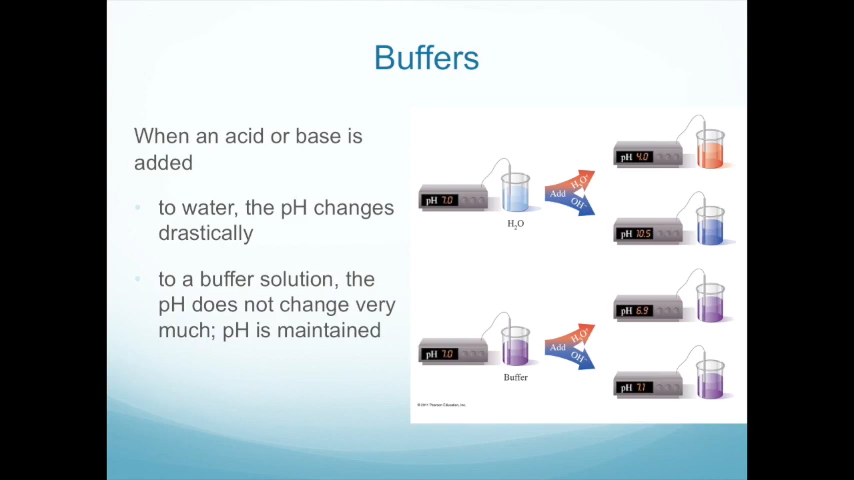 Buffers
When an acid or base is
added
• to water, the pH changes
drastically
• to a buffer solution, the
pH does not change very
much; pH is maintained
pH 7.0
H₂O
Add
H₃O⁺
OH⁻
pH 4.0
pH 10.5
pH 7.0
Buffer
Add
H₃O⁺
OH⁻
pH 6.9
pH 7.1
© 2011 Pearson Education, Inc.